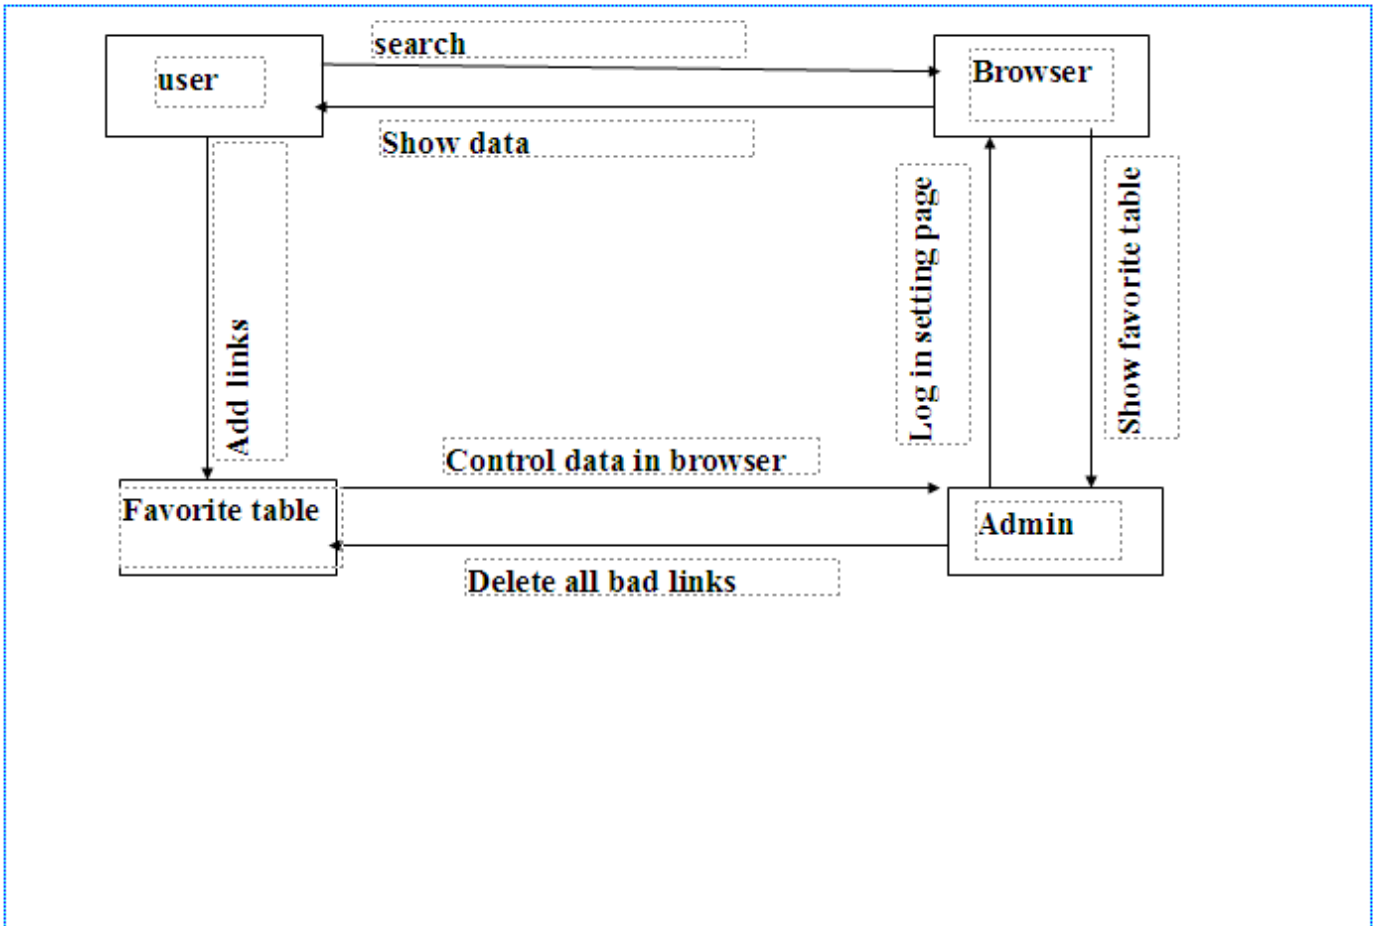 search
user
Browser
Show data
Log in setting page
Show favorite table
Add links
Control data in browser
Favorite table
Admin
Delete all bad links